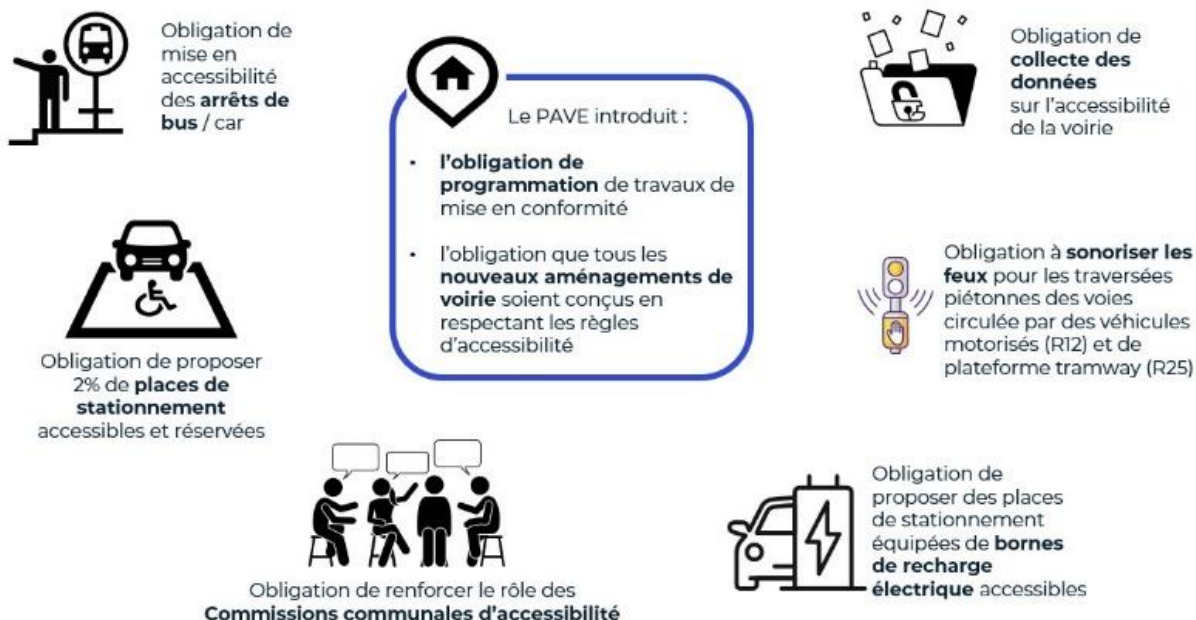 Obligation de
mise en
accessibilité
des arrêts de
bus / car
Le PAVE introduit :
• l'obligation de
programmation de travaux de
mise en conformité
• l'obligation que tous les
nouveaux aménagements de
voirie soient conçus en
respectant les règles
d'accessibilité
Obligation de
collecte des
données
sur l'accessibilité
de la voirie
Obligation de proposer
2% de places de
stationnement
accessibles et réservées
Obligation à sonoriser les
feux pour les traversées
piétonnes des voies
circulée par des véhicules
motorisés (R12) et de
plateforme tramway (R25)
Obligation de renforcer le rôle des
Commissions communales d'accessibilité
Obligation de
proposer des places
de stationnement
équipées de bornes
de recharge
électrique accessibles